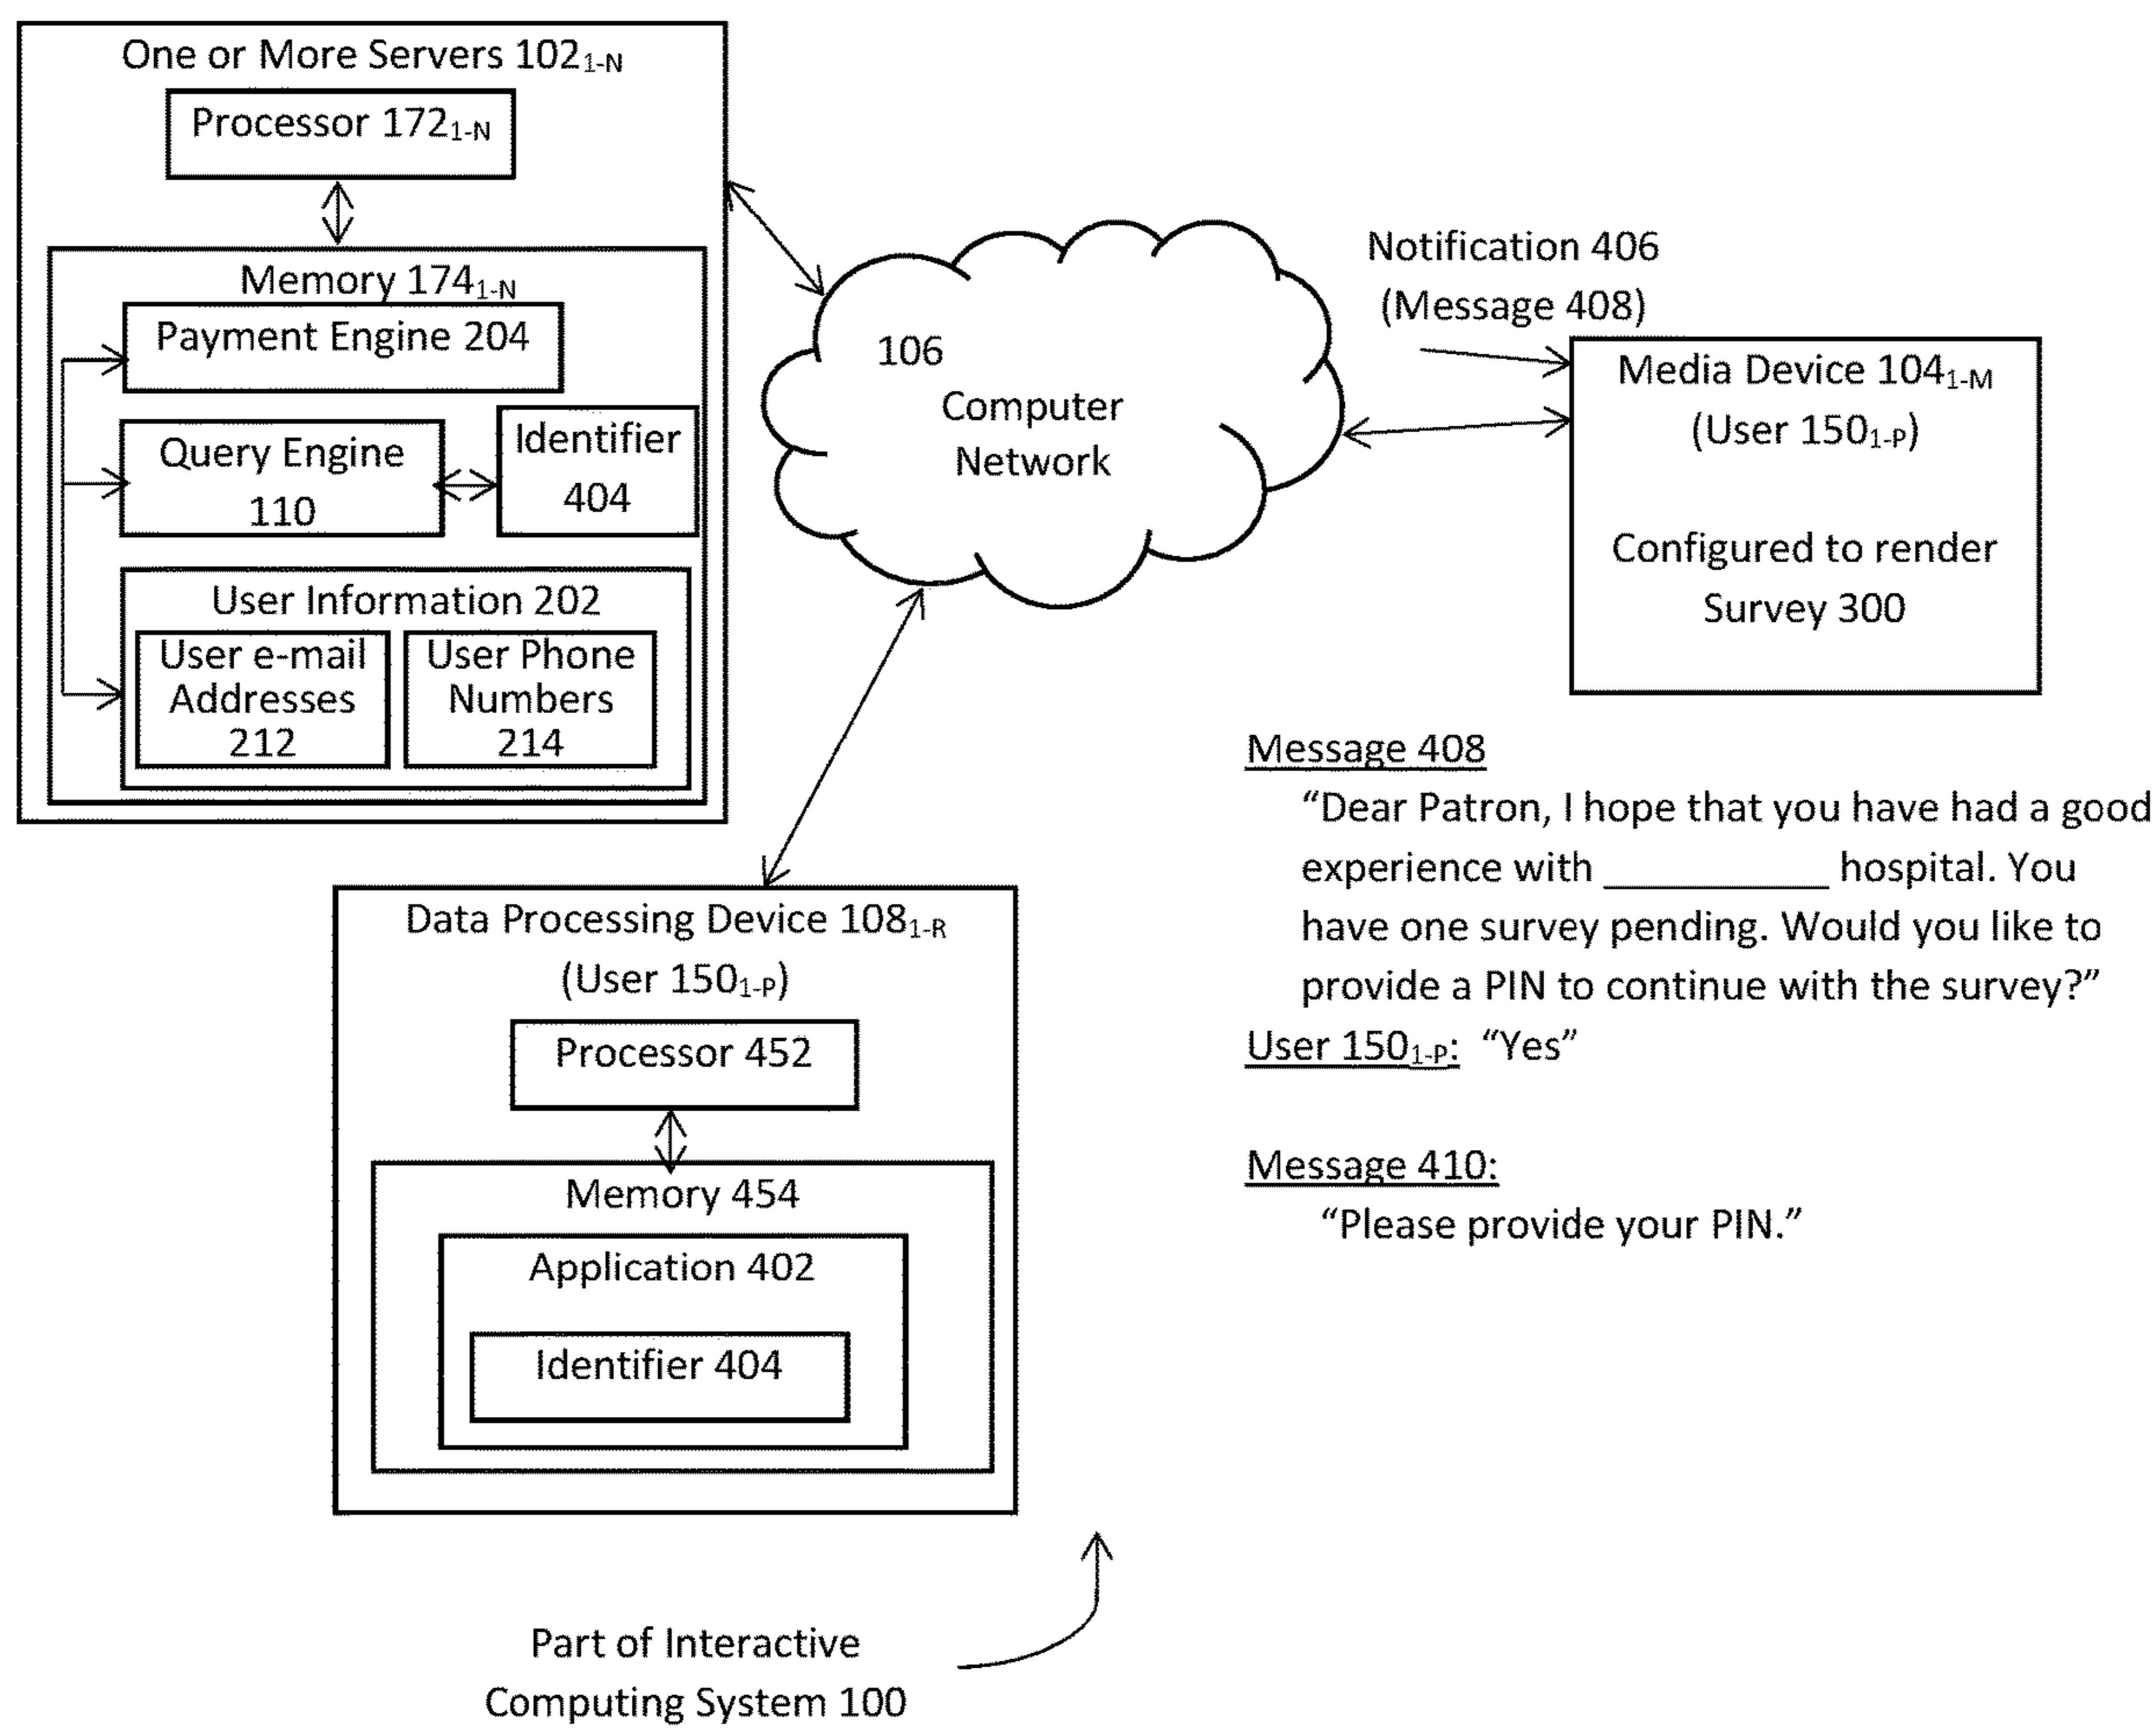 One or More Servers 102₁₋N
Processor 172₁₋N
Memory 174₁₋N
Payment Engine 204
Query Engine
110
Identifier
404
User Information 202
User e-mail
Addresses
212
User Phone
Numbers
214
106
Computer
Network
Notification 406
(Message 408)
Media Device 104₁₋M
(User 150₁₋P)
Configured to render
Survey 300
Data Processing Device 108₁₋R
(User 150₁₋P)
Processor 452
Memory 454
Application 402
Identifier 404
Message 408
“Dear Patron, I hope that you have had a good
experience with __________ hospital. You
have one survey pending. Would you like to
provide a PIN to continue with the survey?”
User 150₁₋P: “Yes”
Message 410:
“Please provide your PIN.”
Part of Interactive
Computing System 100